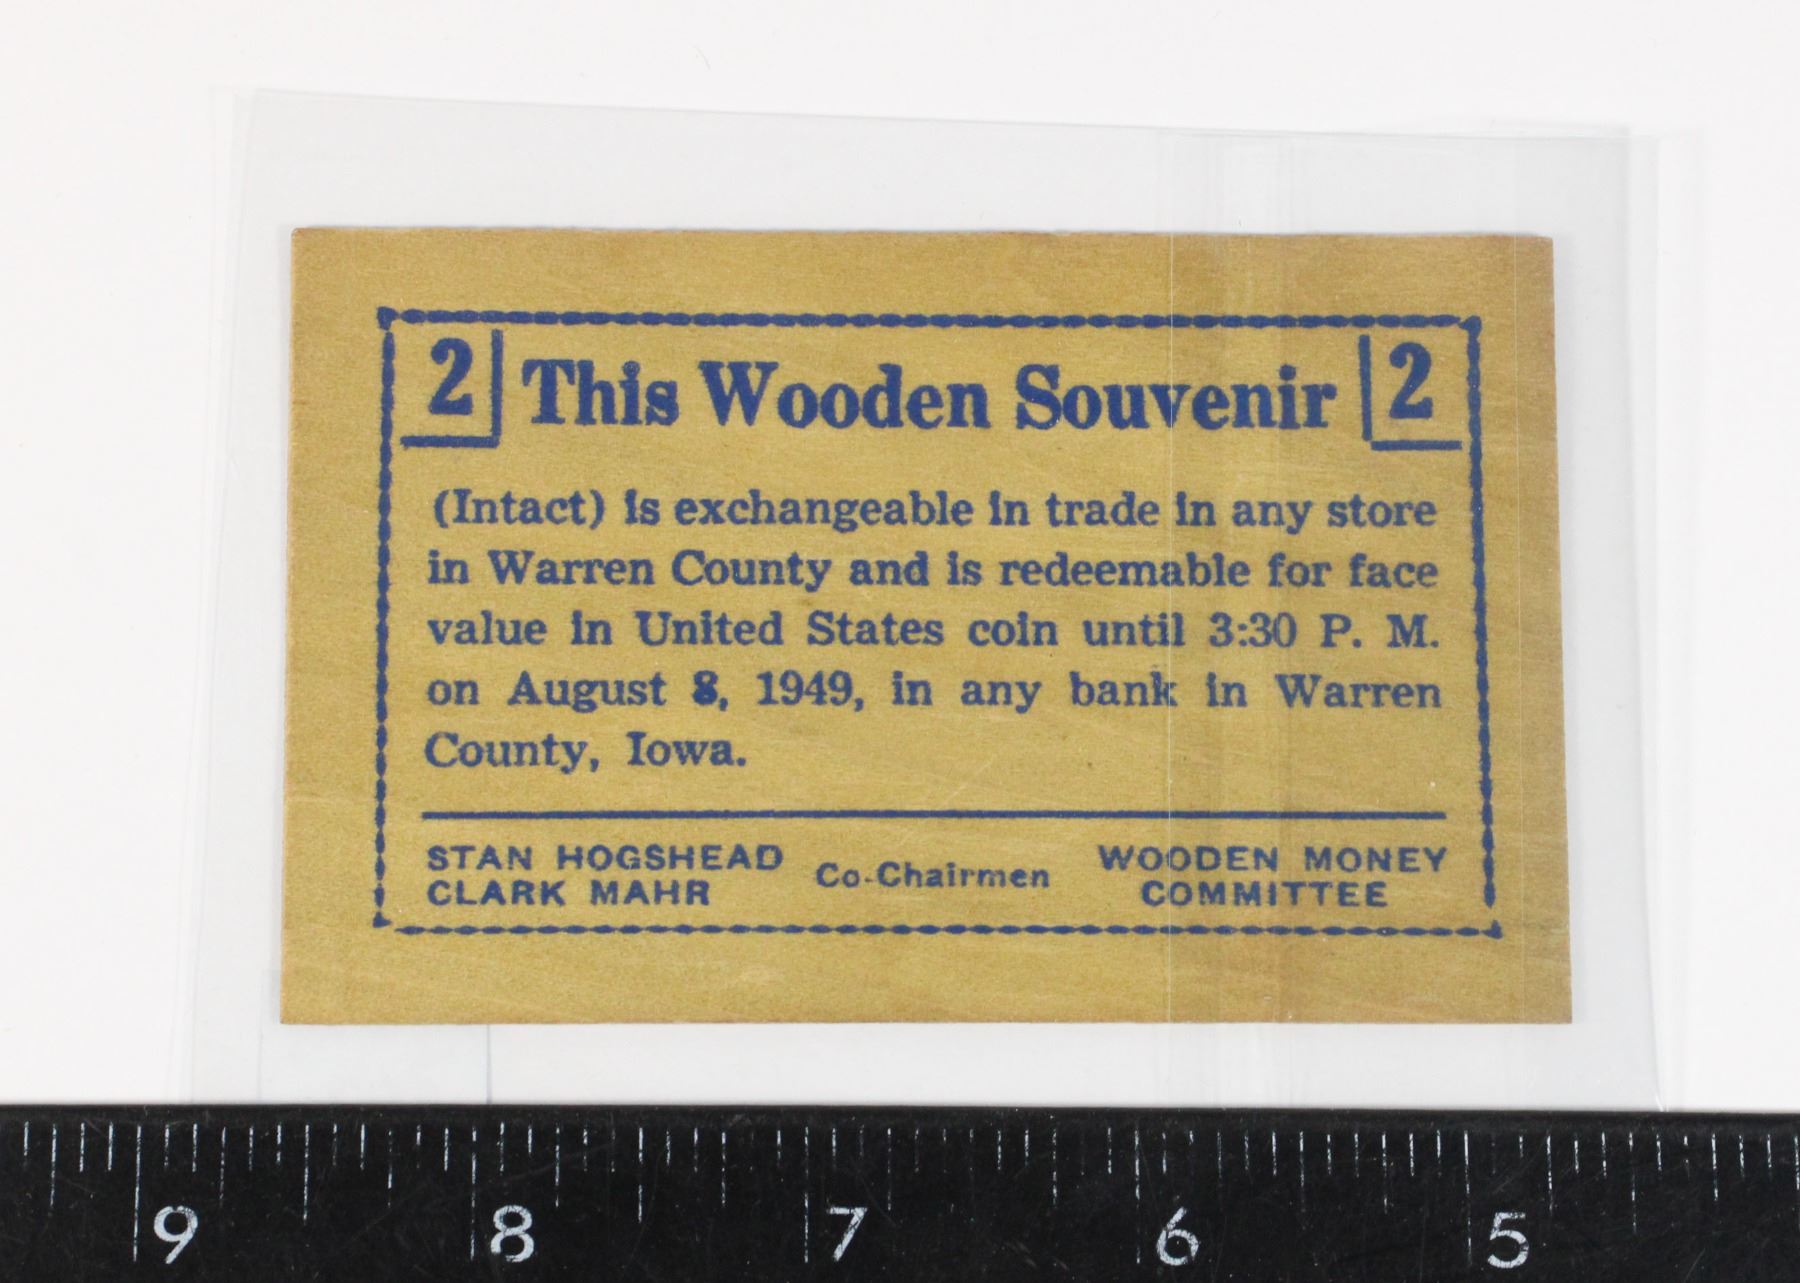 2 This Wooden Souvenir 2
(Intact) is exchangeable in trade in any store
in Warren County and is redeemable for face
value in United States coin until 3:30 P. M.
on August 8, 1949, in any bank in Warren
County, Iowa.
STAN HOGSHEAD
CLARK MAHR
Co-Chairmen
WOODEN MONEY
COMMITTEE
9 8 7 6 5